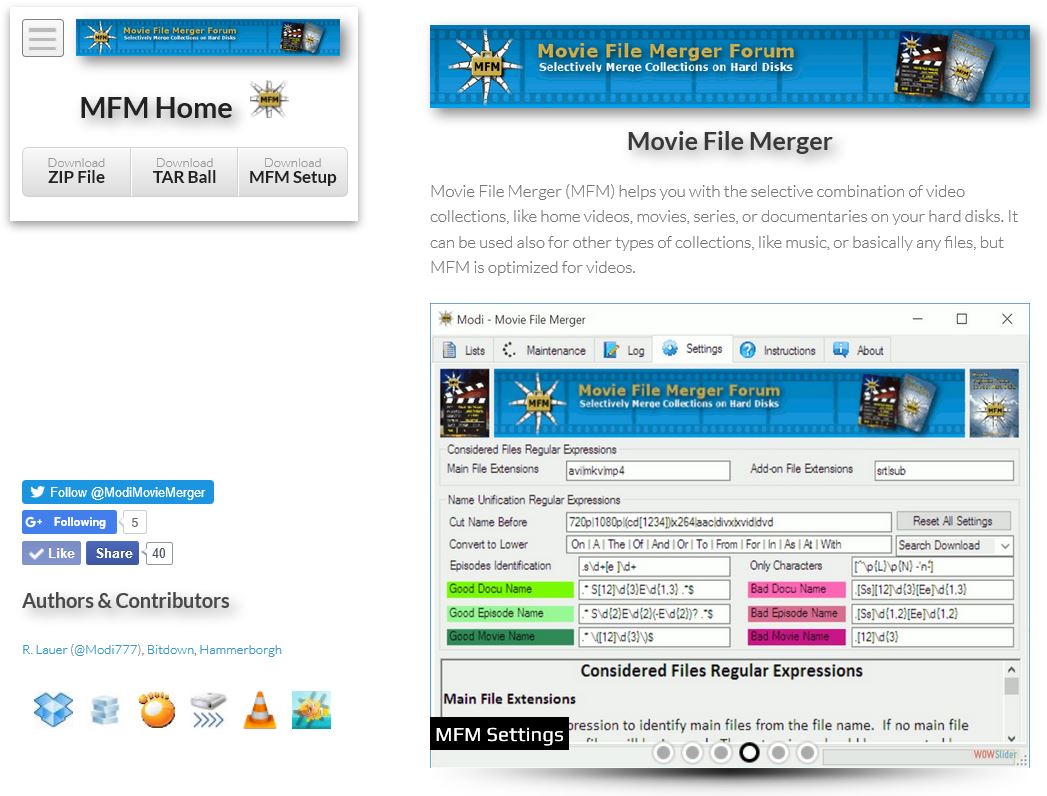 Movie File Merger Forum
MFM
MFM Home
MFM
Download
ZIP File
Download
TAR Ball
Download
MFM Setup
Follow @ModiMovieMerger
G+ Following
5
Like
Share
40
Authors & Contributors
R. Lauer (@Modi777), Bitdown, Hammerborgh
Movie File Merger Forum
Selectively Merge Collections on Hard Disks
MFM
Movie File Merger
Movie File Merger (MFM) helps you with the selective combination of video
collections, like home videos, movies, series, or documentaries on your hard disks. It
can be used also for other types of collections, like music, or basically any files, but
MFM is optimized for videos.
Modi - Movie File Merger
Lists Maintenance Log Settings Instructions About
Movie File Merger Forum
Selectively Merge Collections on Hard Disks
MFM
Considered Files Regular Expressions
Main File Extensions avi|mkv|mp4 Add-on File Extensions srt|sub
Name Unification Regular Expressions
Cut Name Before 720p|1080p|(cd[1234])|x264|aac|divx|xvid|dvd Reset All Settings
Convert to Lower On | A | The | Of | And | Or | To | From | For | In | As | At | With Search Download
Episodes Identification .s\d+[e ]\d+ Only Characters
Good Docu Name .* S[12]\d{3}E\d{1,3} .*$ Bad Docu Name .[Ss][12]\d{3}[Ee]\d{1,3}
Good Episode Name .* S\d{2}E\d{2}(-E\d{2})? .*$ Bad Episode Name .[Ss]\d{1,2}[Ee]\d{1,2}
Good Movie Name .* \([12]\d{3}\)$ Bad Movie Name .[12]\d{3}
Considered Files Regular Expressions
Main File Extensions
pression to identify main files from the file name. If no main file
MFM Settings
WOWSlider